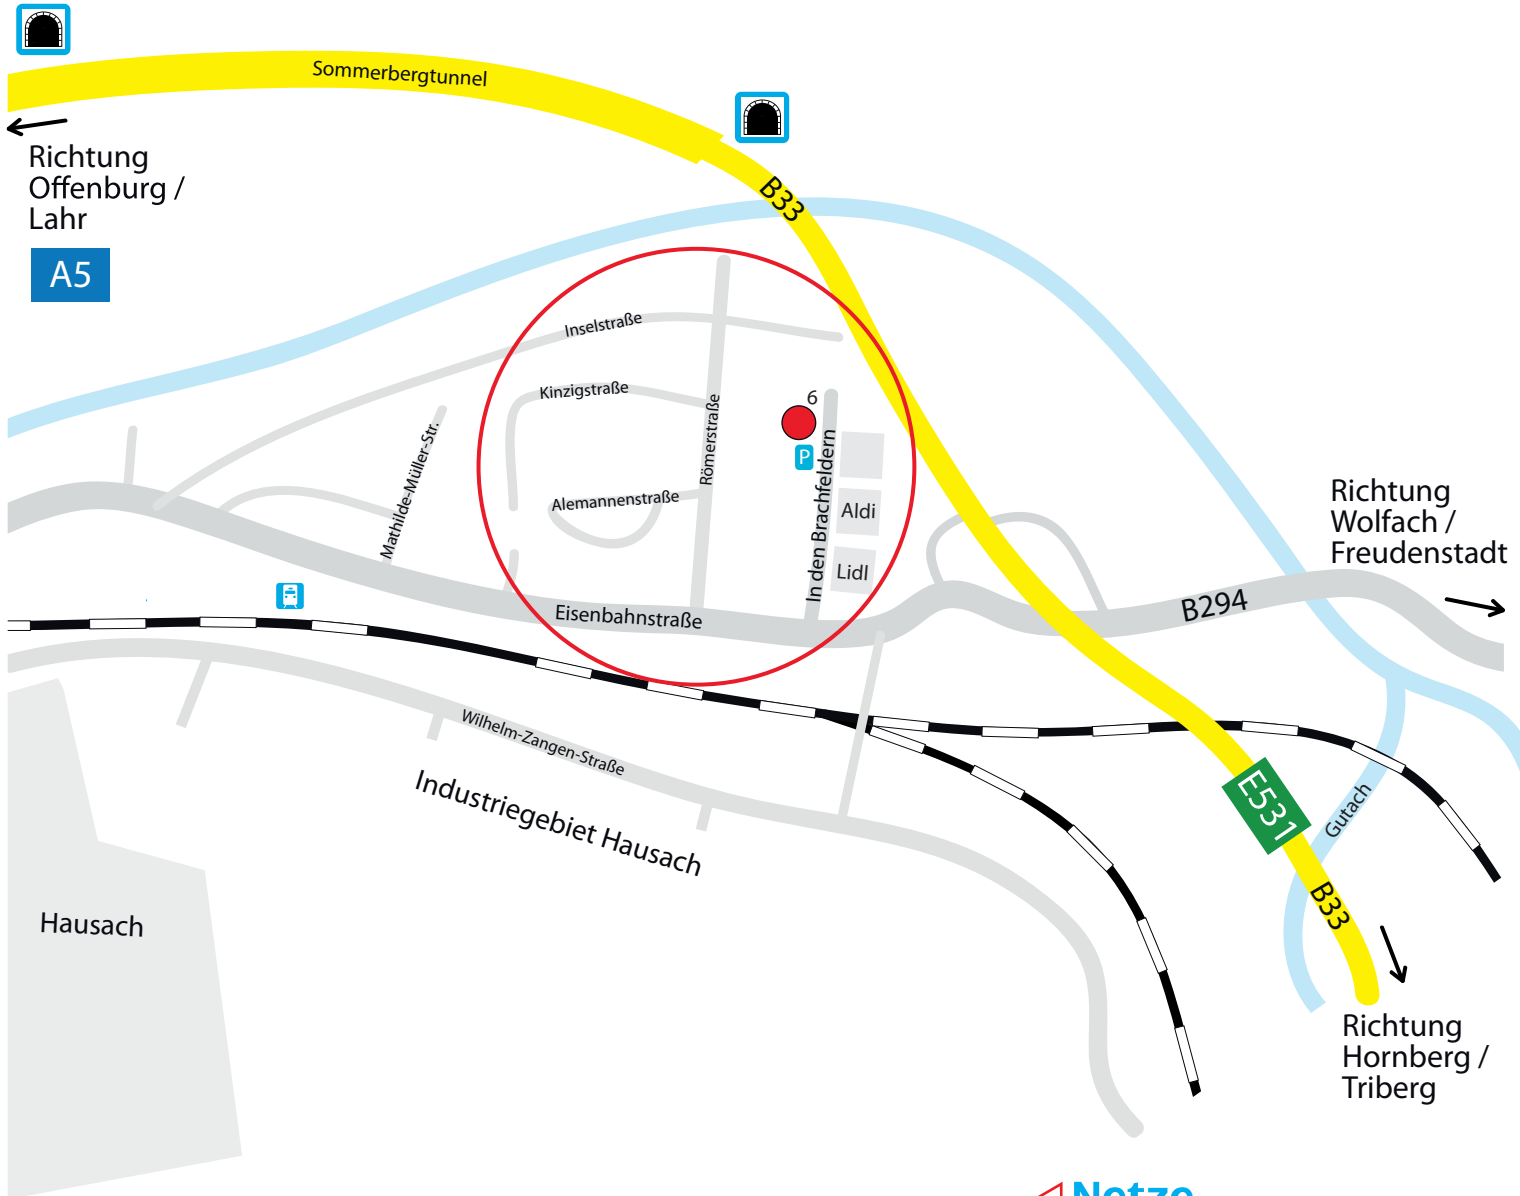 Sommerbergtunnel
Richtung
Offenburg /
Lahr
A5
B33
Inselstraße
Kinzigstraße
6
P
Römerstraße
Mathilde-Müller-Str.
Alemannenstraße
In den Brachfeldern
Aldi
Lidl
Richtung
Wolfach /
Freudenstadt
B294
Eisenbahnstraße
Wilhelm-Zangen-Straße
Industriegebiet Hausach
E531
Gutach
B33
Hausach
Richtung
Hornberg /
Triberg
Netze